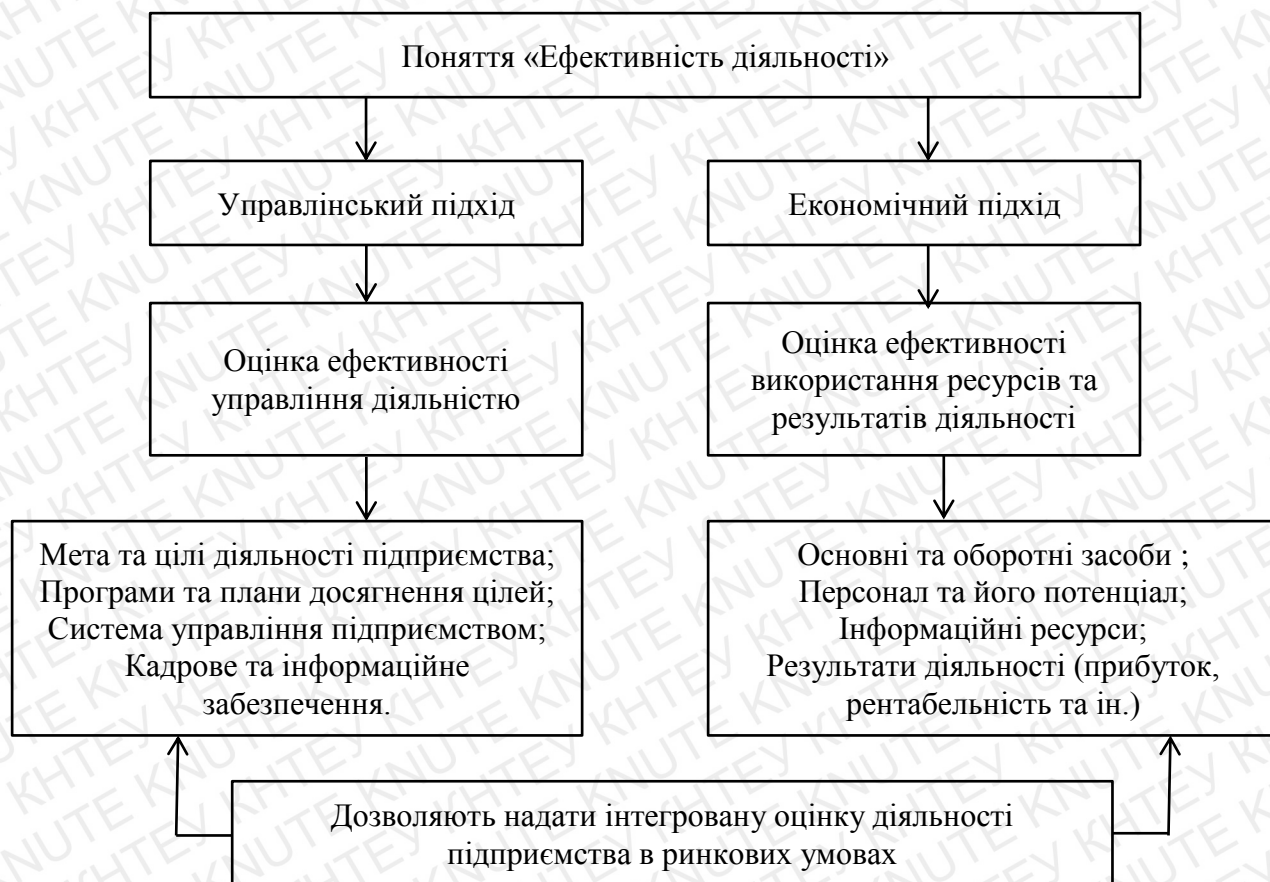 Поняття «Ефективність діяльності»
Управлінський підхід
Економічний підхід
Оцінка ефективності
управління діяльністю
Оцінка ефективності
використання ресурсів та
результатів діяльності
Мета та цілі діяльності підприємства;
Програми та плани досягнення цілей;
Система управління підприємством;
Кадрове та інформаційне
забезпечення.
Основні та оборотні засоби ;
Персонал та його потенціал;
Інформаційні ресурси;
Результати діяльності (прибуток,
рентабельність та ін.)
Дозволяють надати інтегровану оцінку діяльності
підприємства в ринкових умовах